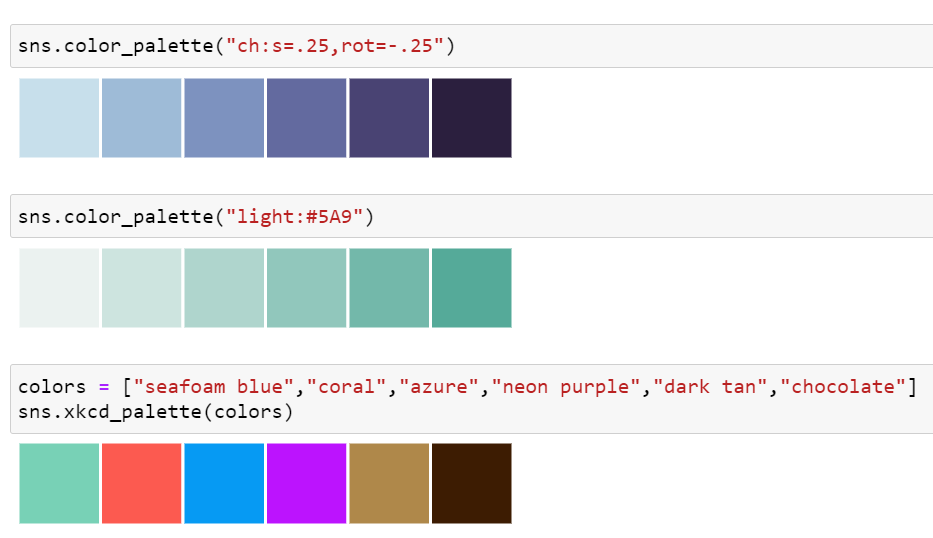 sns.color_palette("ch:s=.25,rot=-.25")
sns.color_palette("light:#5A9")
colors = ["seafoam blue","coral","azure","neon purple","dark tan","chocolate"]
sns.xkcd_palette(colors)